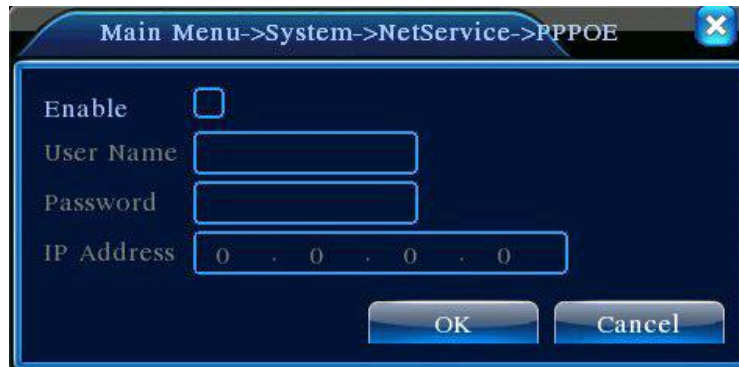 Main Menu->System->NetService->PPPOE
Enable
User Name
Password
IP Address 0 . 0 . 0 . 0
OK Cancel